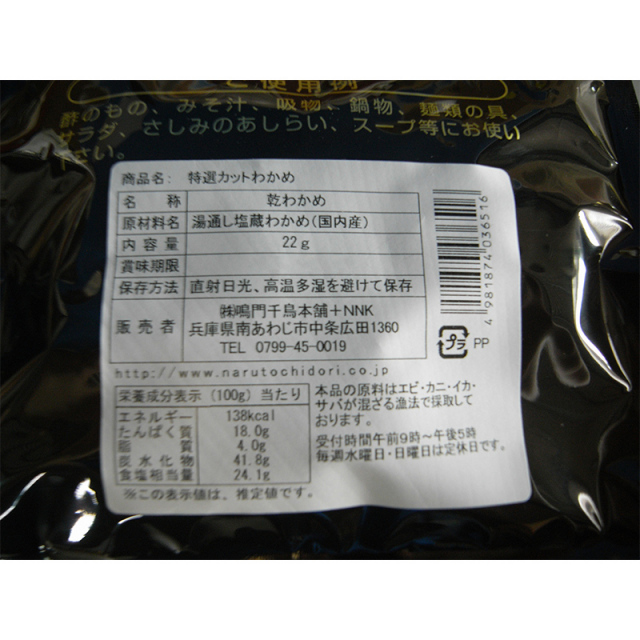 ご使用例
酢のもの、みそ汁、吸物、鍋物、麺類の具、
サラダ、さしみのあしらい、スープ等にお使い
下さい。
商品名: 特選カットわかめ
名称 乾わかめ
原材料名 湯通し塩蔵わかめ(国内産)
内容量 22g
賞味期限
保存方法 直射日光、高温多湿を避けて保存
販売者 ㈱鳴門千鳥本舗+NNK
兵庫県南あわじ市中条広田1360
TEL 0799-45-0019
http://www.narutochidori.co.jp
4981874036516
プラ PP
栄養成分表示(100g)当たり
エネルギー 138kcal
たんぱく質 18.0g
脂質 4.0g
炭水化物 41.8g
食塩相当量 24.1g
※この表示値は、推定値です。
本品の原料はエビ・カニ・イカ・
サバが混ざる漁法で採取して
おります。
受付時間午前9時～午後5時
毎週水曜日・日曜日は定休日です。